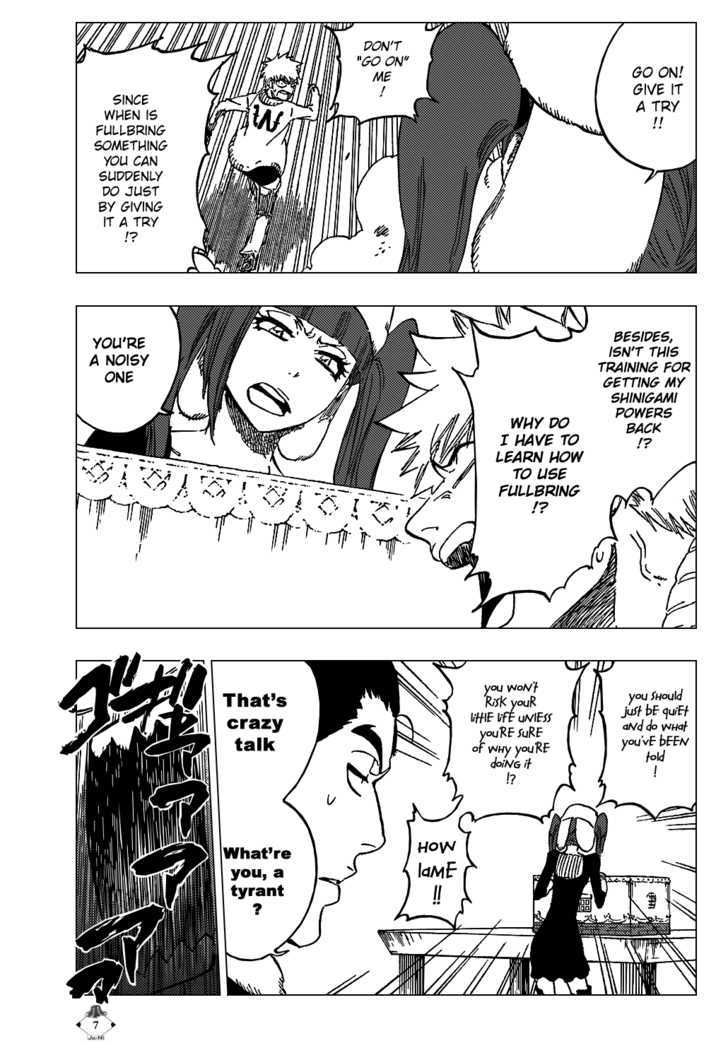 GO ON!
GIVE IT
A TRY
!!
DON'T
"GO ON"
ME
!
SINCE
WHEN IS
FULLBRING
SOMETHING
YOU CAN
SUDDENLY
DO JUST
BY GIVING
IT A TRY
!?
BESIDES,
ISN'T THIS
TRAINING FOR
GETTING MY
SHINIGAMI
POWERS
BACK
!?
WHY DO
I HAVE TO
LEARN HOW
TO USE
FULLBRING
!?
YOU'RE
A NOISY
ONE
you should
just be quiet
and do what
you've been
told
!
you won't
Risk youR
little life unless
you'Re suRe
of why you'Re
doing it
!?
How
lame
!!
That's
crazy
talk
What're
you, a
tyrant
?
7